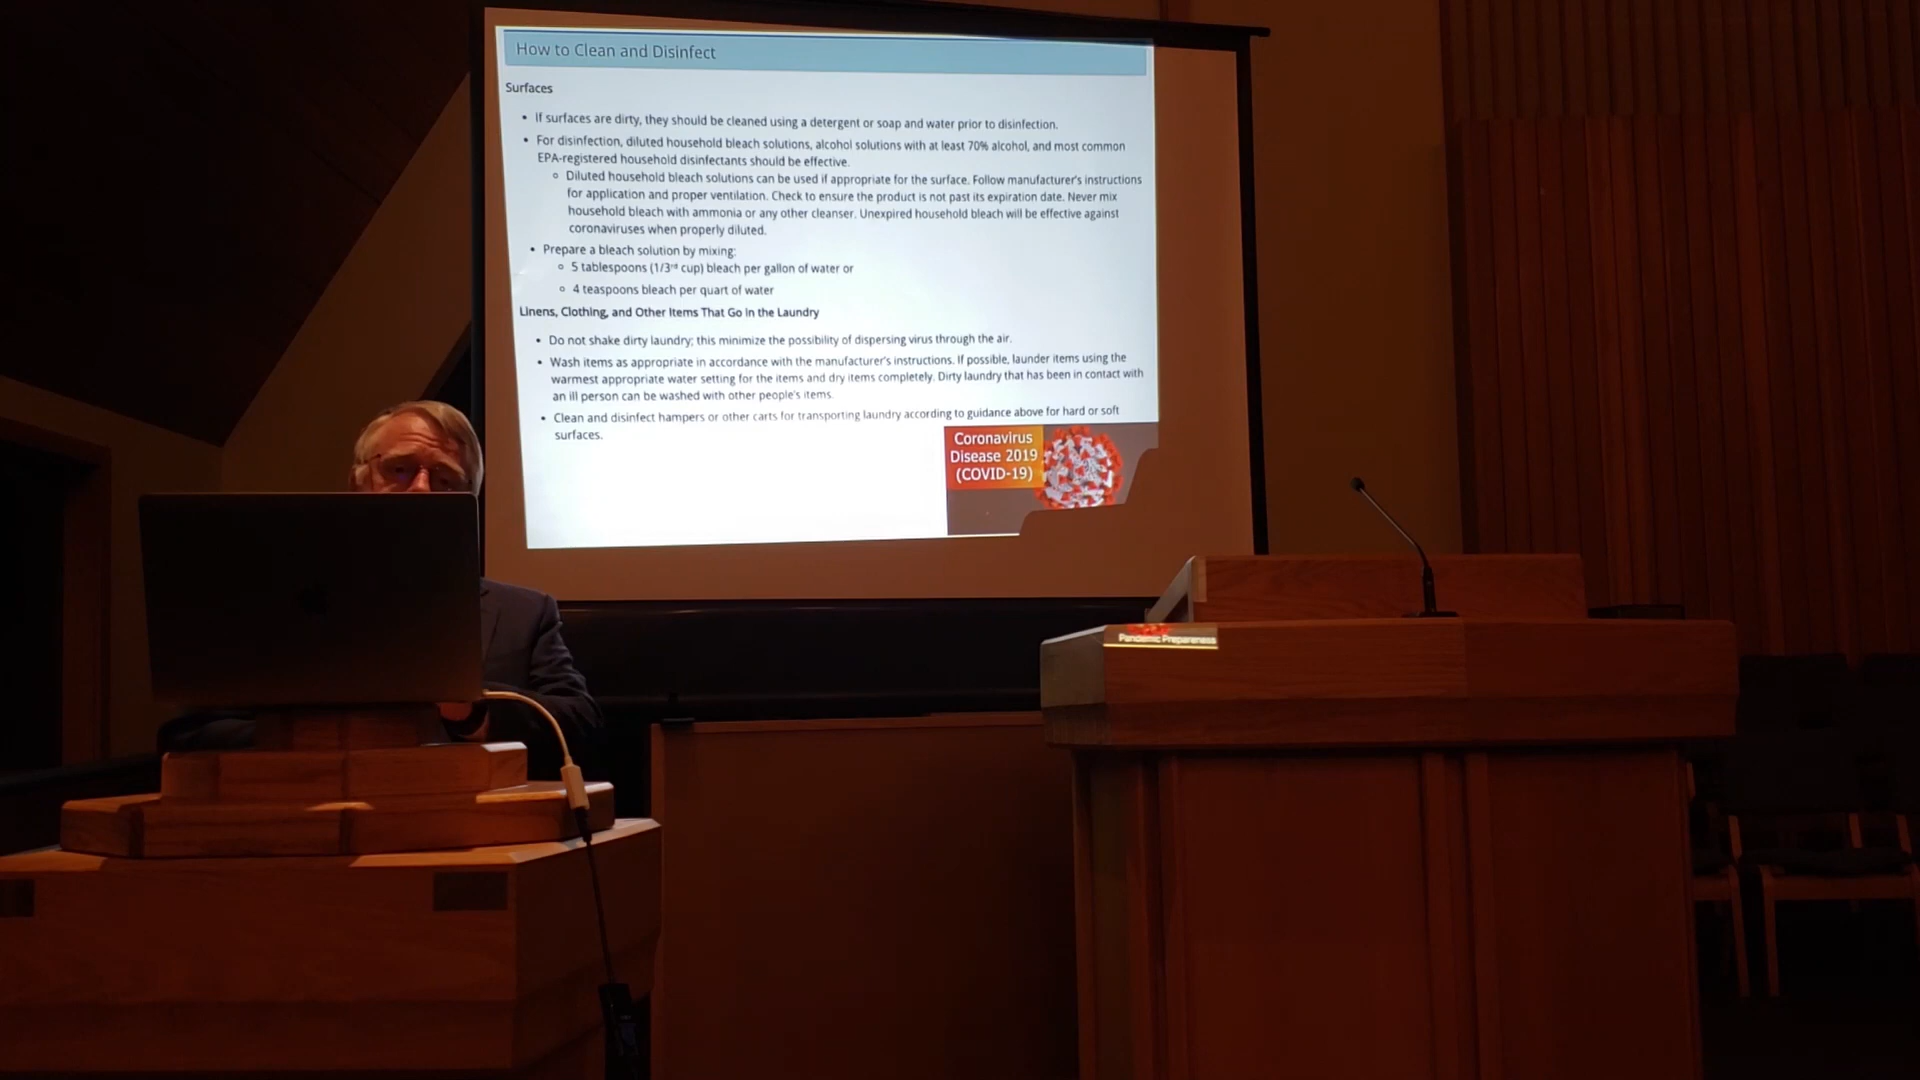 How to Clean and Disinfect
Surfaces
• If surfaces are dirty, they should be cleaned using a detergent or soap and water prior to disinfection.
• For disinfection, diluted household bleach solutions, alcohol solutions with at least 70% alcohol, and most common
EPA-registered household disinfectants should be effective.
◦ Diluted household bleach solutions can be used if appropriate for the surface. Follow manufacturer's instructions
for application and proper ventilation. Check to ensure the product is not past its expiration date. Never mix
household bleach with ammonia or any other cleanser. Unexpired household bleach will be effective against
coronaviruses when properly diluted.
• Prepare a bleach solution by mixing:
◦ 5 tablespoons (1/3rd cup) bleach per gallon of water or
◦ 4 teaspoons bleach per quart of water
Linens, Clothing, and Other Items That Go in the Laundry
• Do not shake dirty laundry; this minimize the possibility of dispersing virus through the air.
• Wash items as appropriate in accordance with the manufacturer's instructions. If possible, launder items using the
warmest appropriate water setting for the items and dry items completely. Dirty laundry that has been in contact with
an ill person can be washed with other people's items.
• Clean and disinfect hampers or other carts for transporting laundry according to guidance above for hard or soft
surfaces.
Coronavirus
Disease 2019
(COVID-19)
Pandemic Prepareness